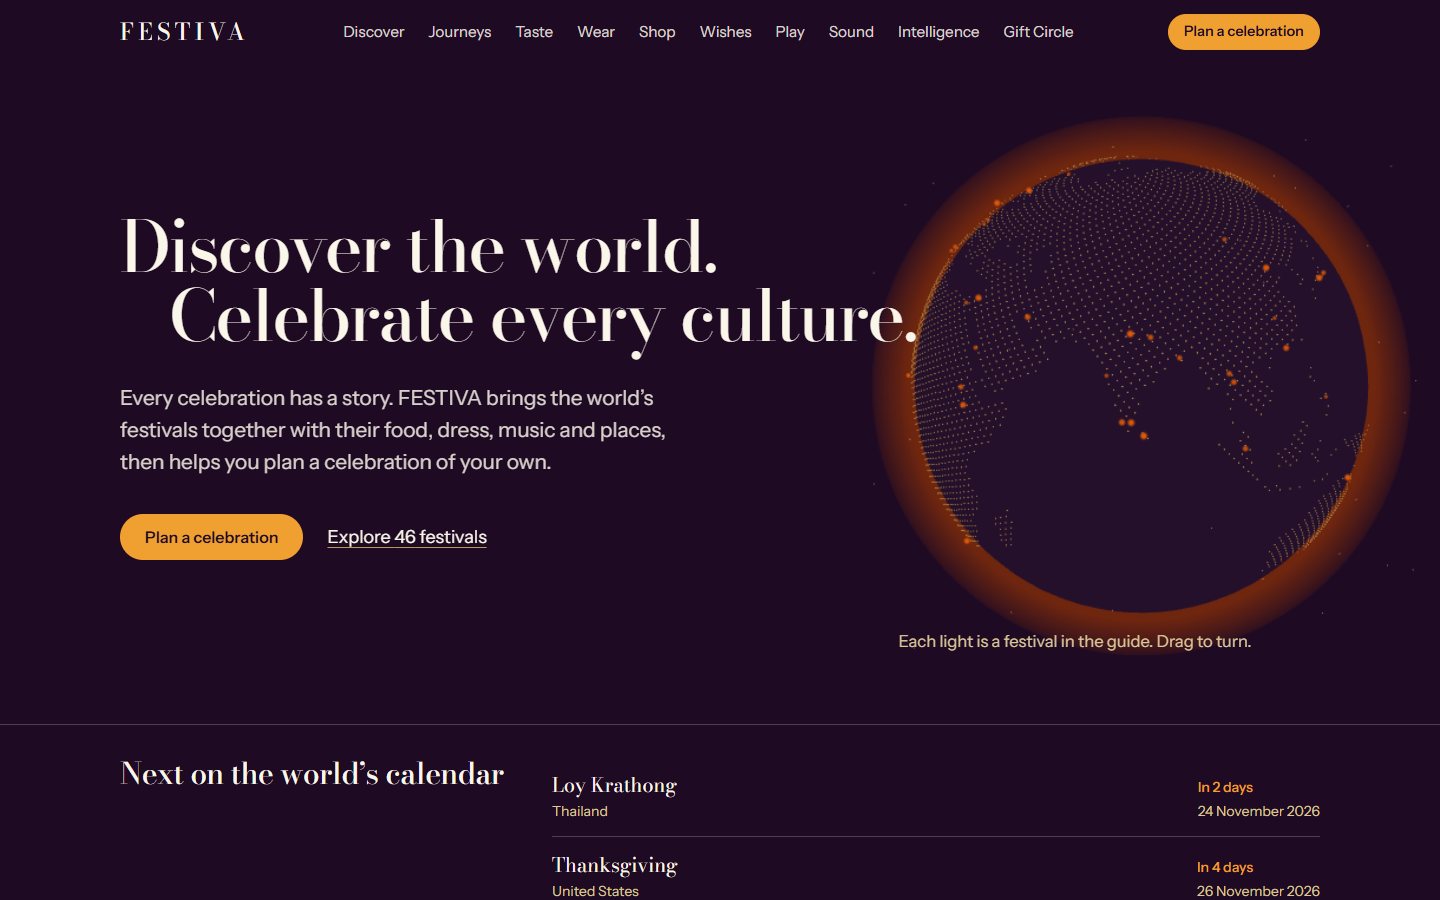 FESTIVA
Discover
Journeys
Taste
Wear
Shop
Wishes
Play
Sound
Intelligence
Gift Circle
Plan a celebration
Discover the world.
Celebrate every culture.
Every celebration has a story. FESTIVA brings the world’s
festivals together with their food, dress, music and places,
then helps you plan a celebration of your own.
Plan a celebration
Explore 46 festivals
Each light is a festival in the guide. Drag to turn.
Next on the world’s calendar
Loy Krathong
Thailand
In 2 days
24 November 2026
Thanksgiving
United States
In 4 days
26 November 2026